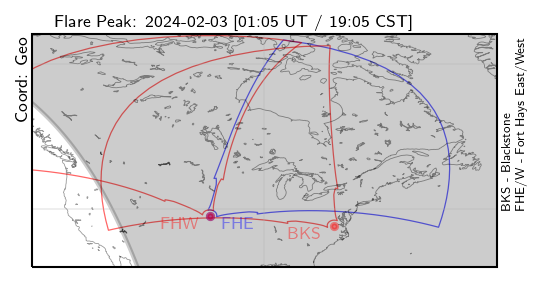 Flare Peak: 2024-02-03 [01:05 UT / 19:05 CST]
Coord: Geo
FHW
FHE
BKS
BKS - Blackstone
FHE/W - Fort Hays East/West